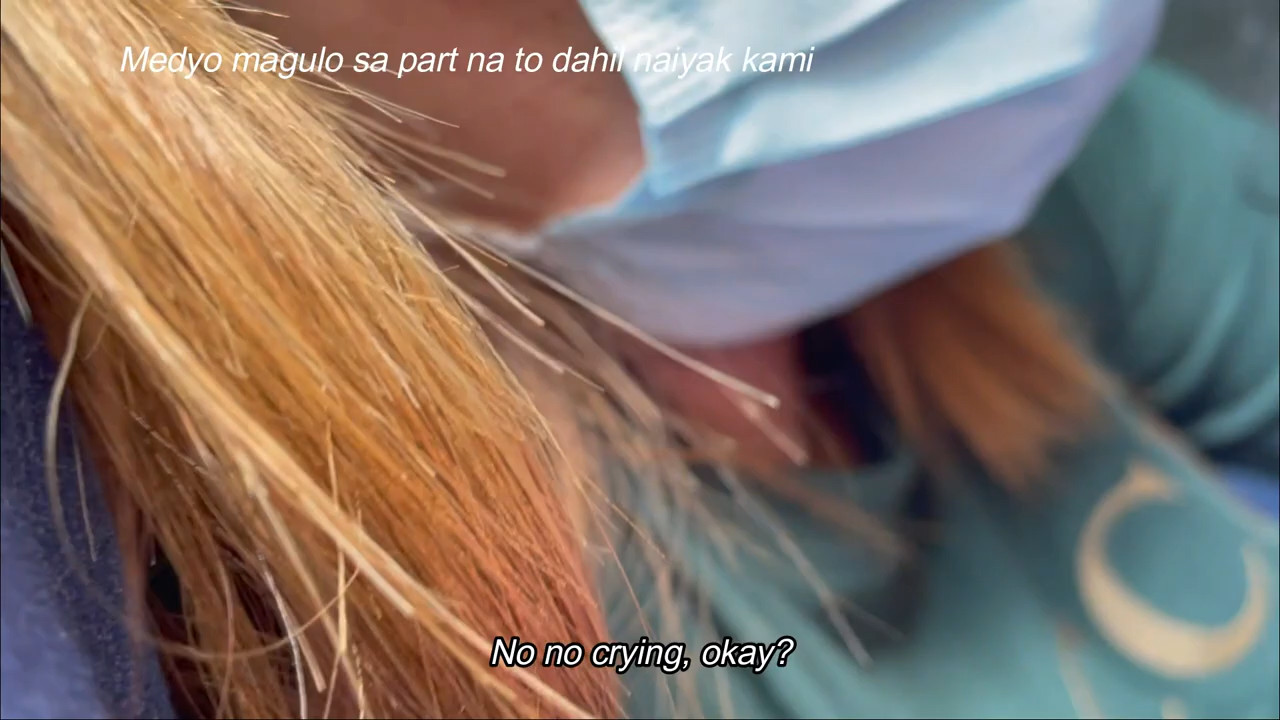 Medyo magulo sa part na to dahil naiyak kami
No no crying, okay?